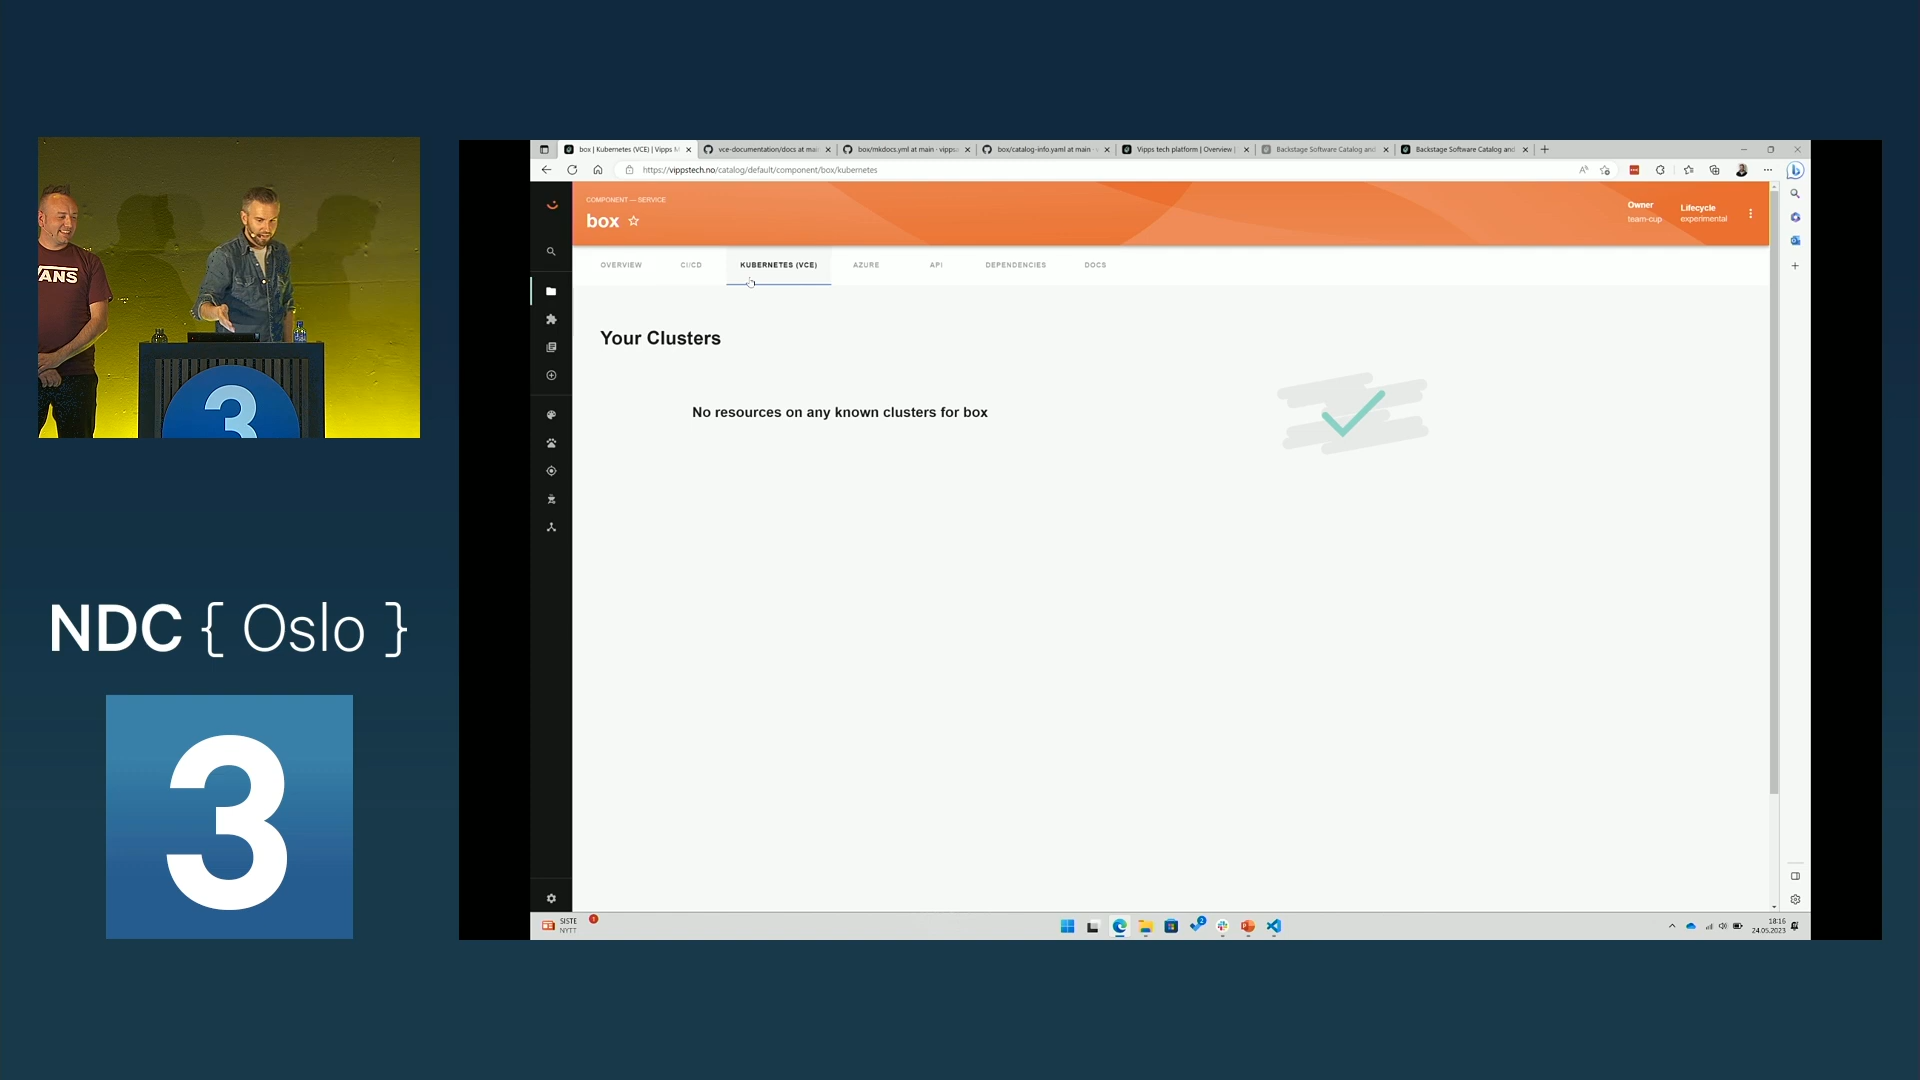 VANS
3
NDC { Oslo }
3
box | Kubernetes (VCE) | Vipps M
vce-documentation/docs at mai
box/mkdocs.yml at main · vipps
box/catalog-info.yaml at main ·
Vipps tech platform | Overview |
Backstage Software Catalog and
Backstage Software Catalog and
https://vippstech.no/catalog/default/component/box/kubernetes
COMPONENT — SERVICE
box
Owner
team-cup
Lifecycle
experimental
OVERVIEW
CI/CD
KUBERNETES (VCE)
AZURE
API
DEPENDENCIES
DOCS
Your Clusters
No resources on any known clusters for box
SISTE
NYTT
1
2
18:16
24.05.2023